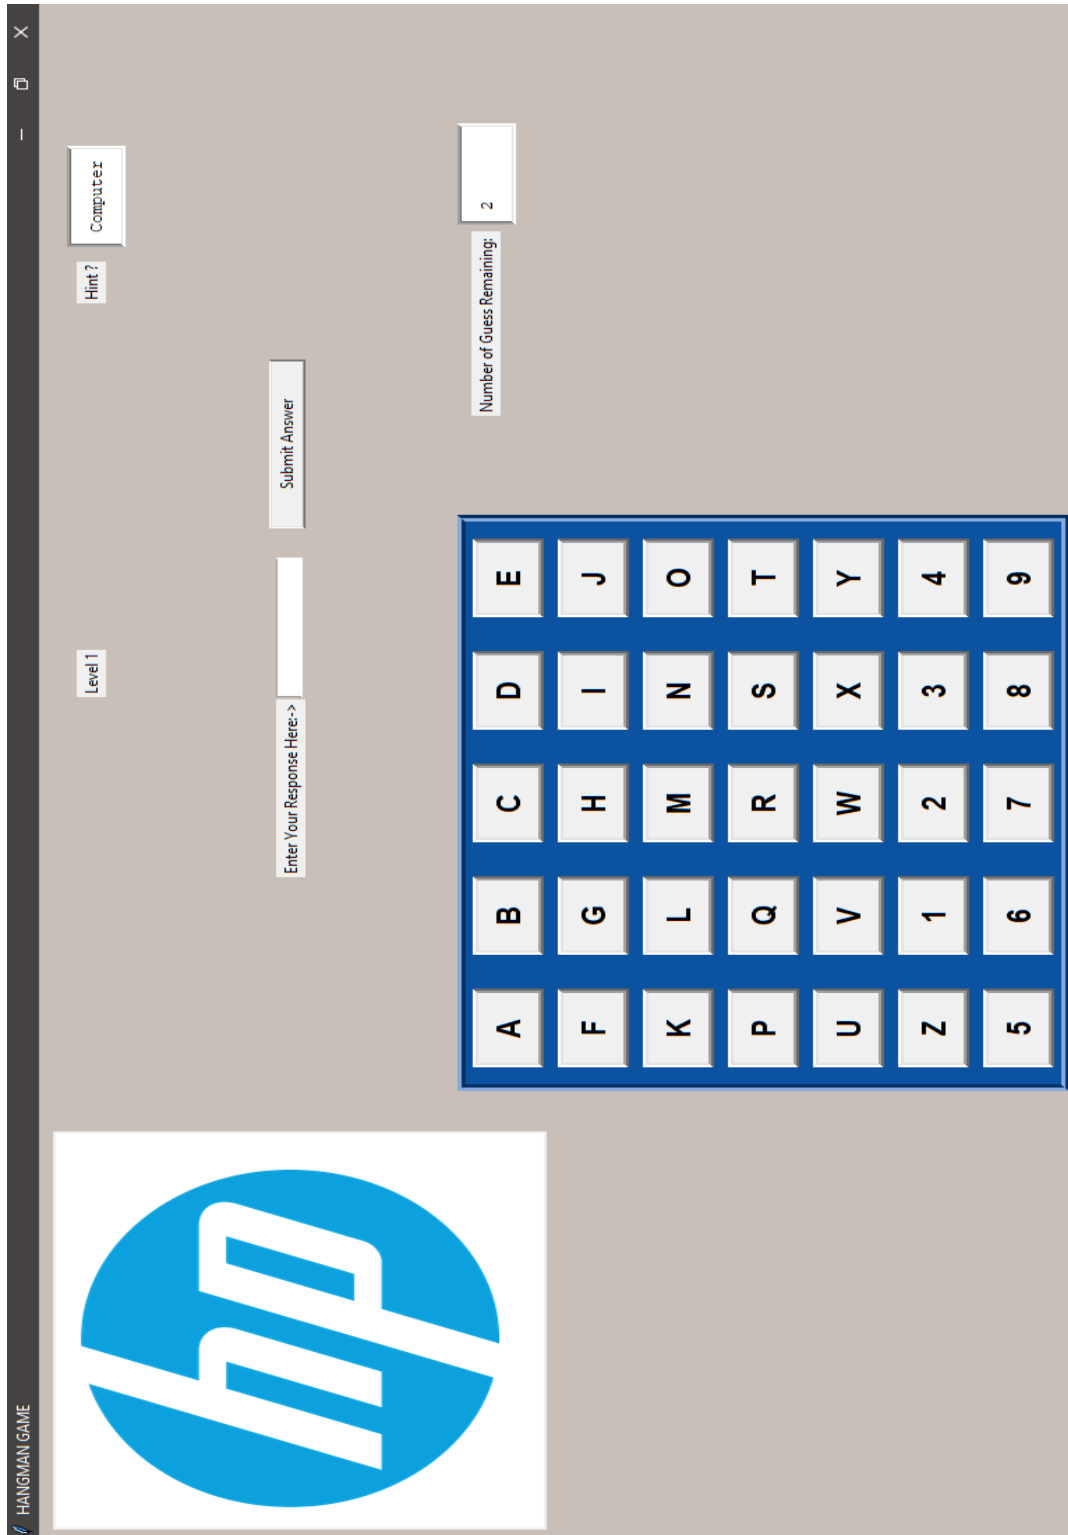 HANGMAN GAME
Level 1
Hint ?
Computer
hp
Enter Your Response Here:->
Submit Answer
Number of Guess Remaining:
2
A B C D E
F G H I J
K L M N O
P Q R S T
U V W X Y
Z 1 2 3 4
5 6 7 8 9